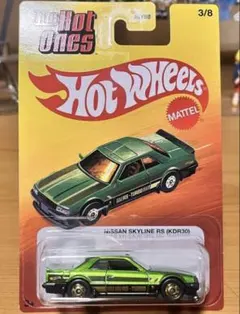 The Hot Ones
3/8
Hot Wheels
MATTEL
NISSAN SKYLINE RS (KDR30)